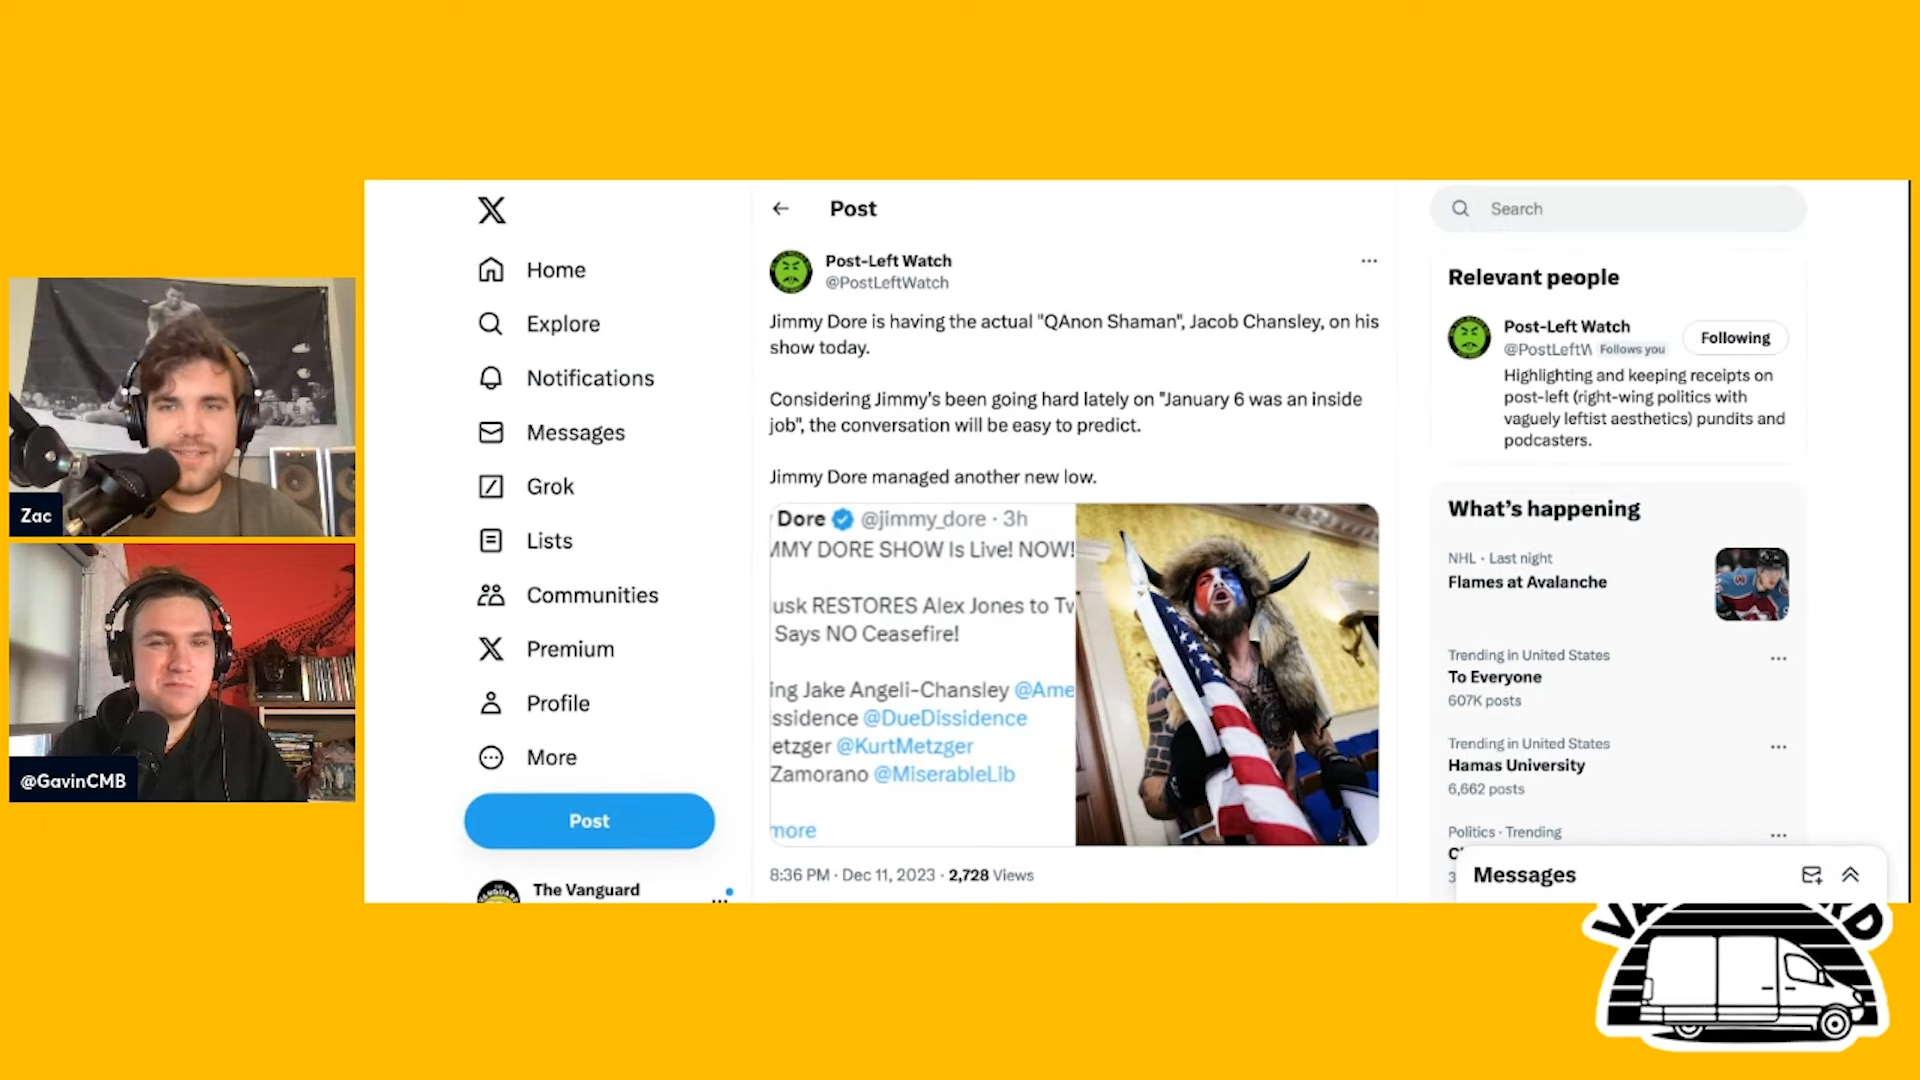 Zac
@GavinCMB
Home
Explore
Notifications
Messages
Grok
Lists
Communities
Premium
Profile
More
Post
The Vanguard
Post
Post-Left Watch
@PostLeftWatch
Jimmy Dore is having the actual "QAnon Shaman", Jacob Chansley, on his
show today.
Considering Jimmy's been going hard lately on "January 6 was an inside
job", the conversation will be easy to predict.
Jimmy Dore managed another new low.
Dore @jimmy_dore · 3h
MMY DORE SHOW Is Live! NOW!
usk RESTORES Alex Jones to Tw
Says NO Ceasefire!
ing Jake Angeli-Chansley @Ame
issidence @DueDissidence
etzger @KurtMetzger
Zamorano @MiserableLib
more
8:36 PM · Dec 11, 2023 · 2,728 Views
Search
Relevant people
Post-Left Watch
@PostLeftW Follows you
Following
Highlighting and keeping receipts on
post-left (right-wing politics with
vaguely leftist aesthetics) pundits and
podcasters.
What's happening
NHL · Last night
Flames at Avalanche
Trending in United States
To Everyone
607K posts
Trending in United States
Hamas University
6,662 posts
Politics · Trending
Messages